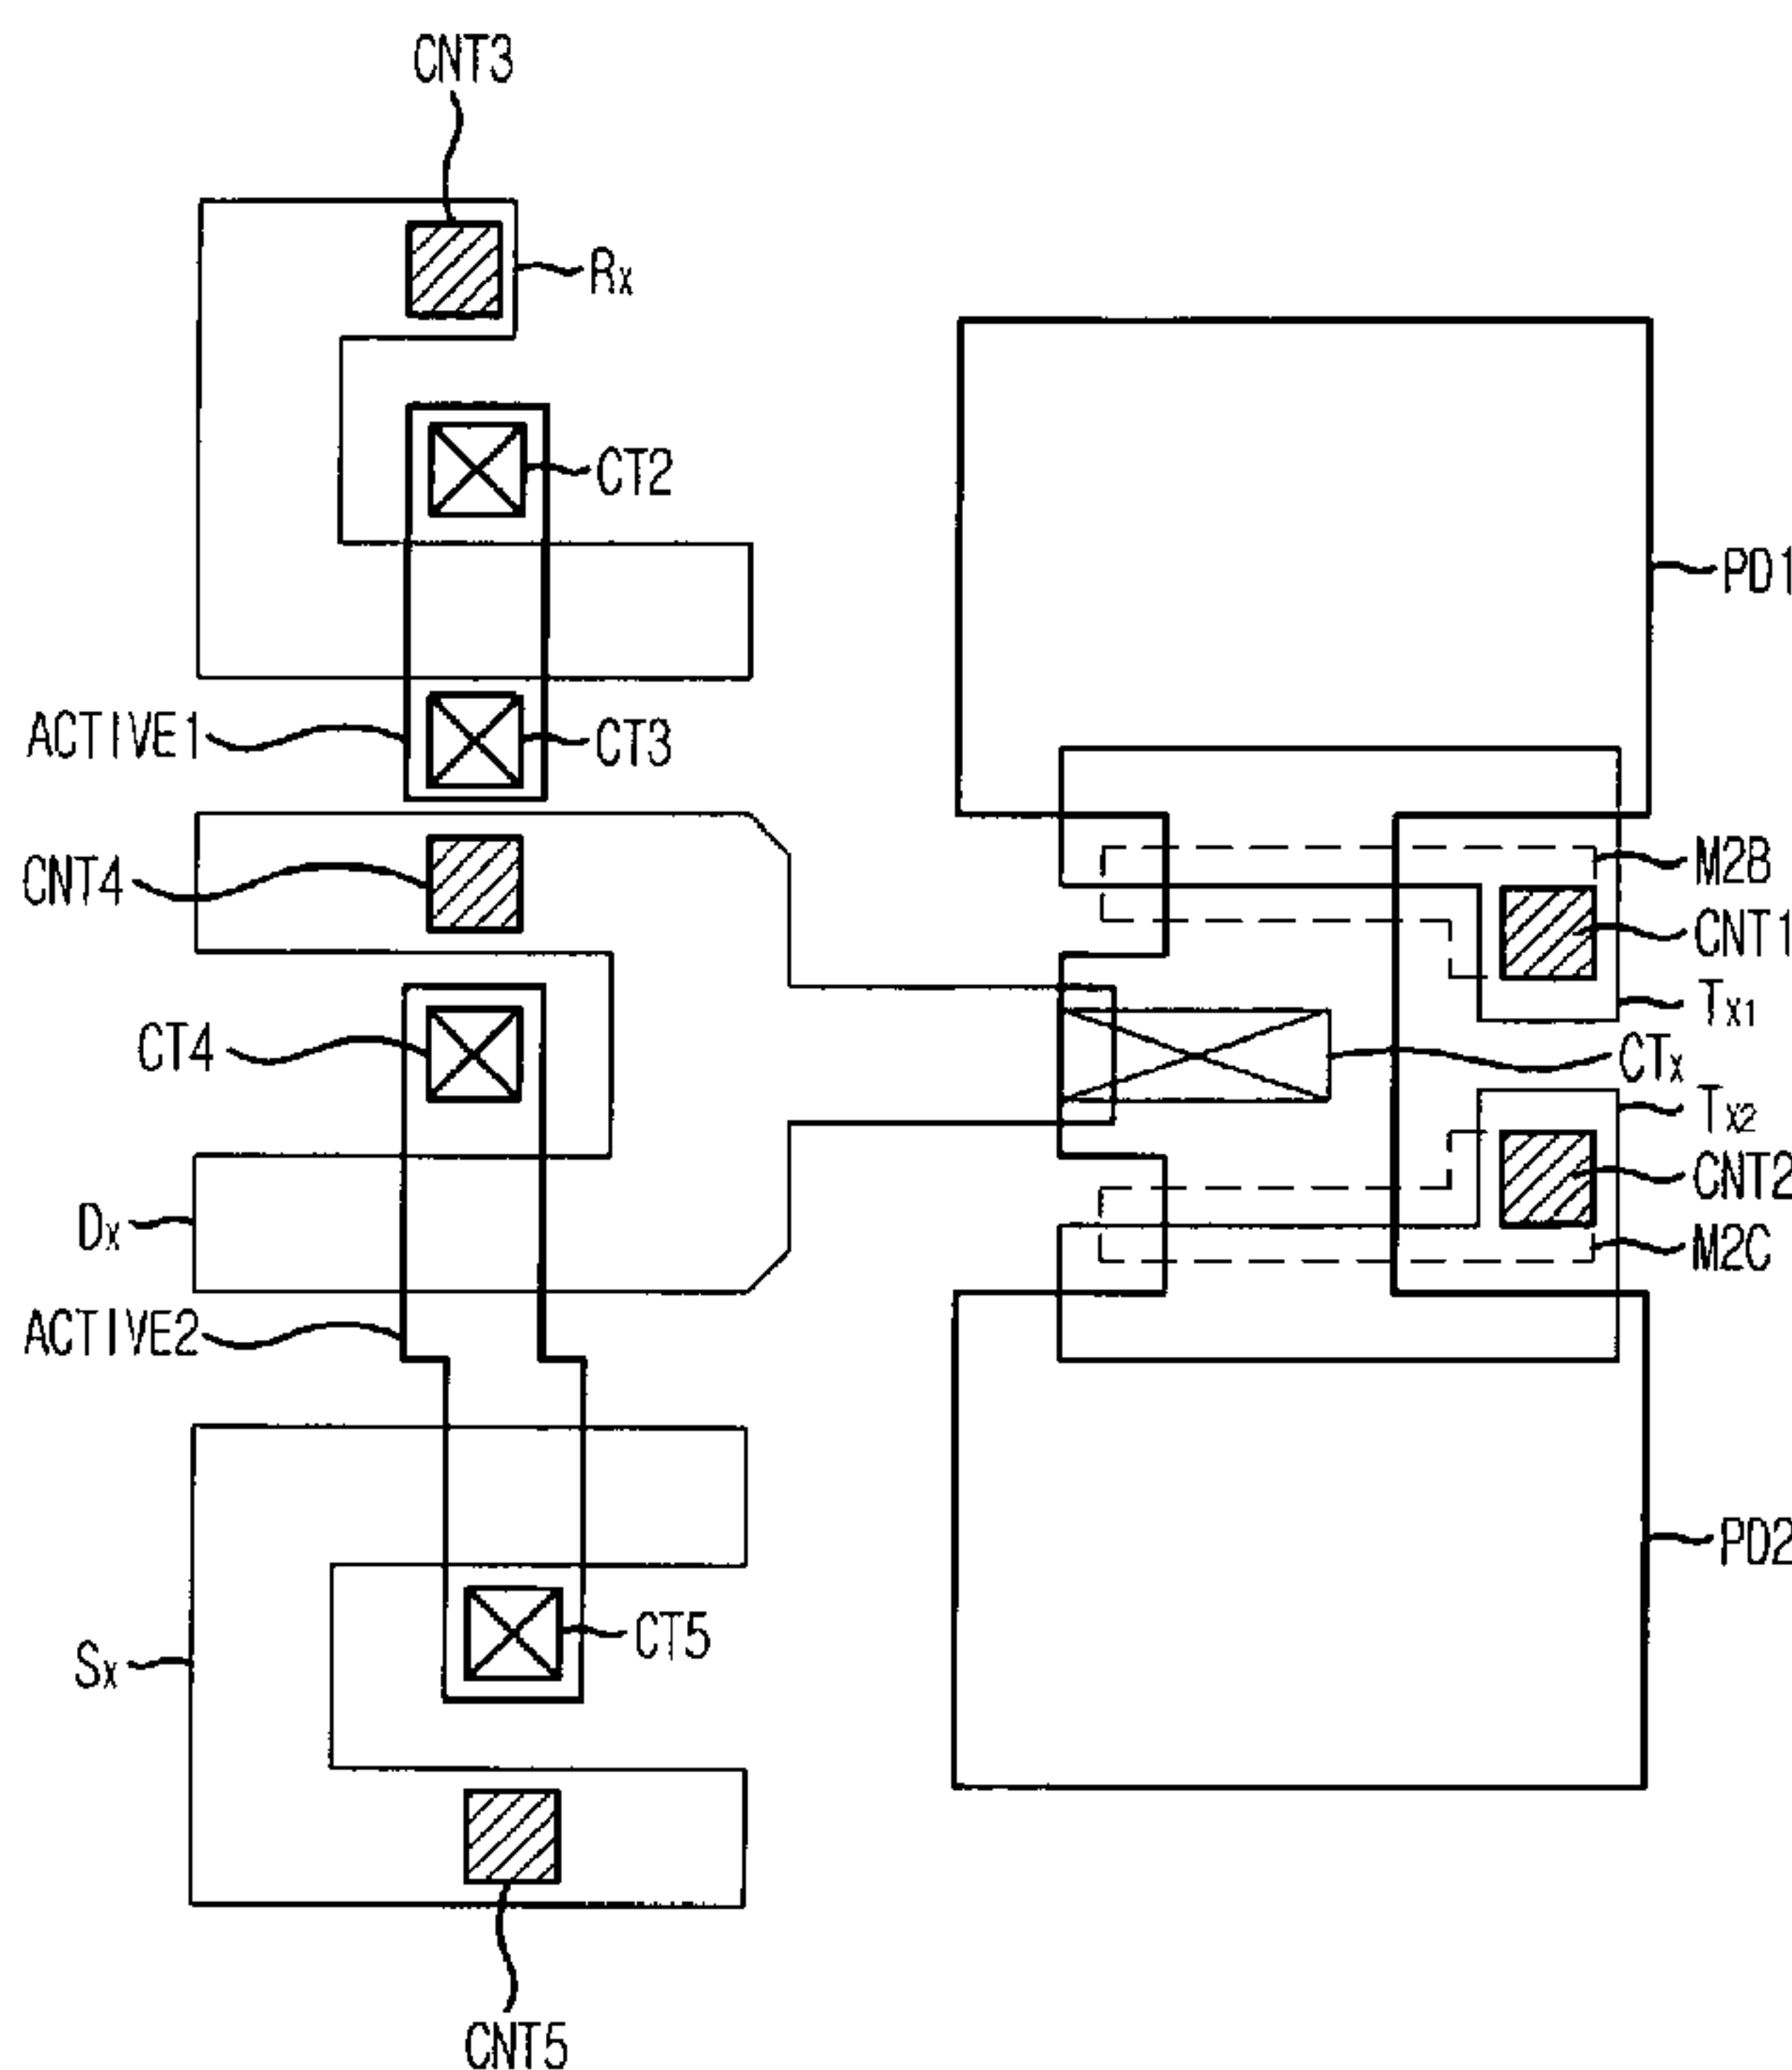 CNT3
Rx
CT2
PD1
ACTIVE1
CT3
CNT4
M2B
CNT1
Tx1
CT4
CTx
Tx2
CNT2
Dx
M2C
ACTIVE2
PD2
CT5
Sx
CNT5